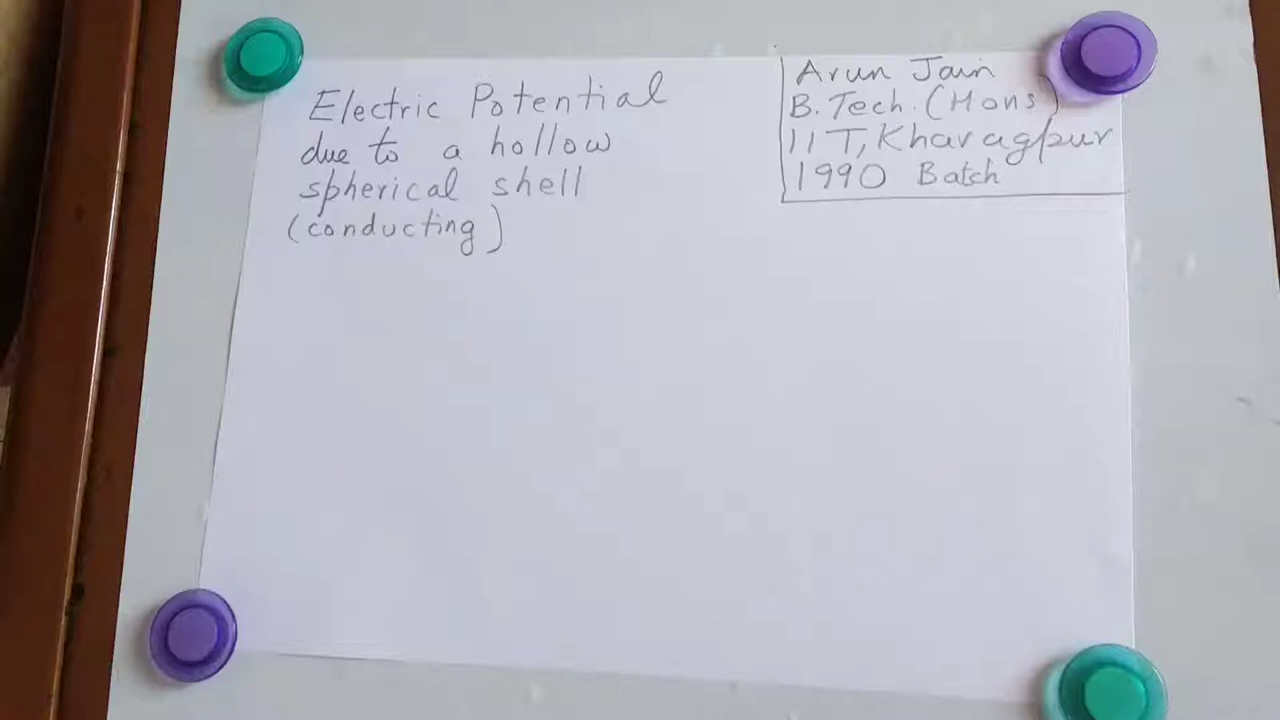 Electric Potential
due to a hollow
spherical shell
(conducting)
Arun Jain
B. Tech. (Hons)
IIT, Kharagpur
1990 Batch